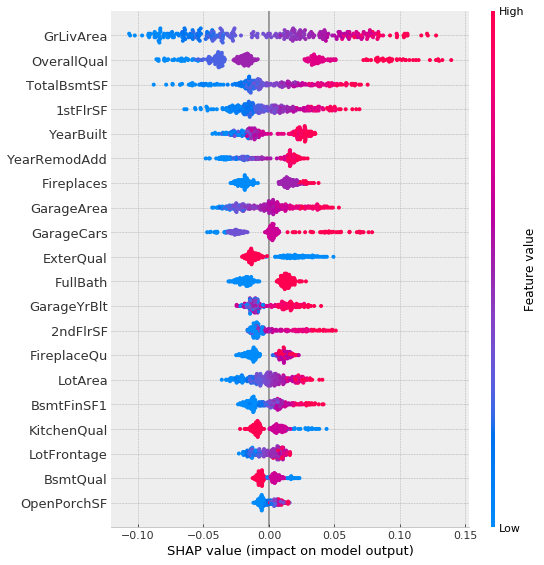 High
GrLivArea
OverallQual
TotalBsmtSF
1stFlrSF
YearBuilt
YearRemodAdd
Fireplaces
GarageArea
GarageCars
ExterQual
FullBath
GarageYrBlt
2ndFlrSF
FireplaceQu
LotArea
BsmtFinSF1
KitchenQual
LotFrontage
BsmtQual
OpenPorchSF
Feature value
Low
−0.10 −0.05 0.00 0.05 0.10 0.15
SHAP value (impact on model output)